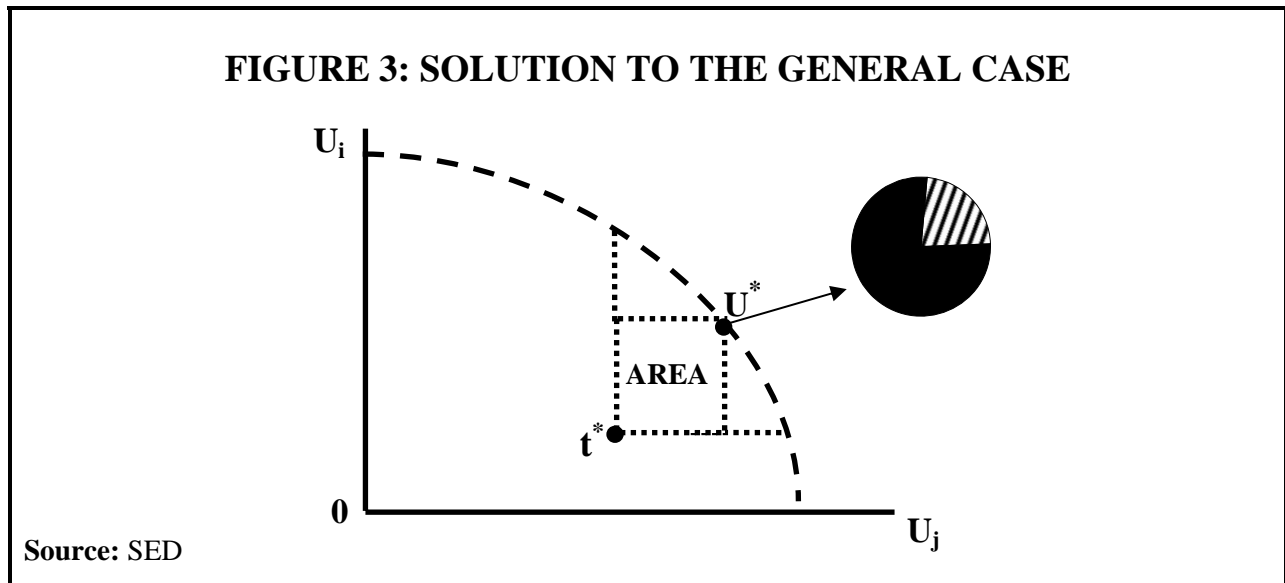 FIGURE 3: SOLUTION TO THE GENERAL CASE
Uᵢ
U*
AREA
t*
0
Uⱼ
Source: SED